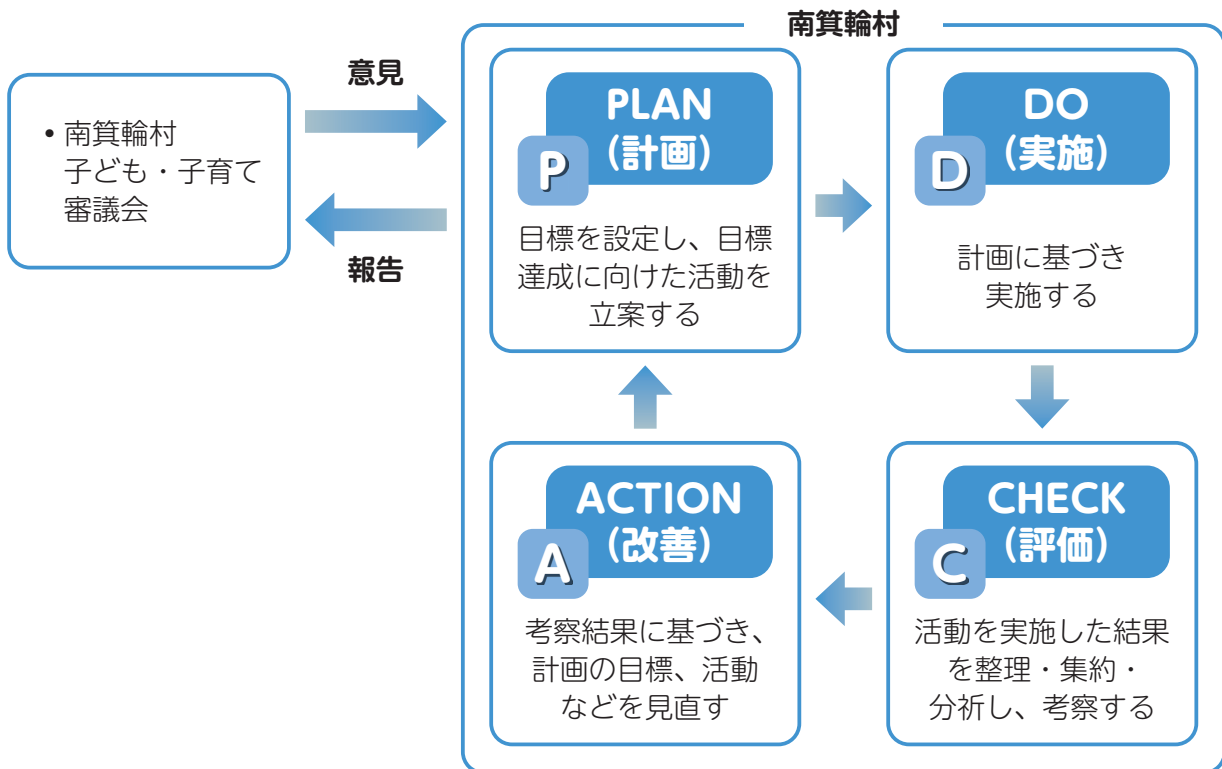 南箕輪村
• 南箕輪村
子ども・子育て
審議会
意見
報告
PLAN
(計画)
P
目標を設定し、目標
達成に向けた活動を
立案する
DO
(実施)
D
計画に基づき
実施する
CHECK
(評価)
C
活動を実施した結果
を整理・集約・
分析し、考察する
ACTION
(改善)
A
考察結果に基づき、
計画の目標、活動
などを見直す